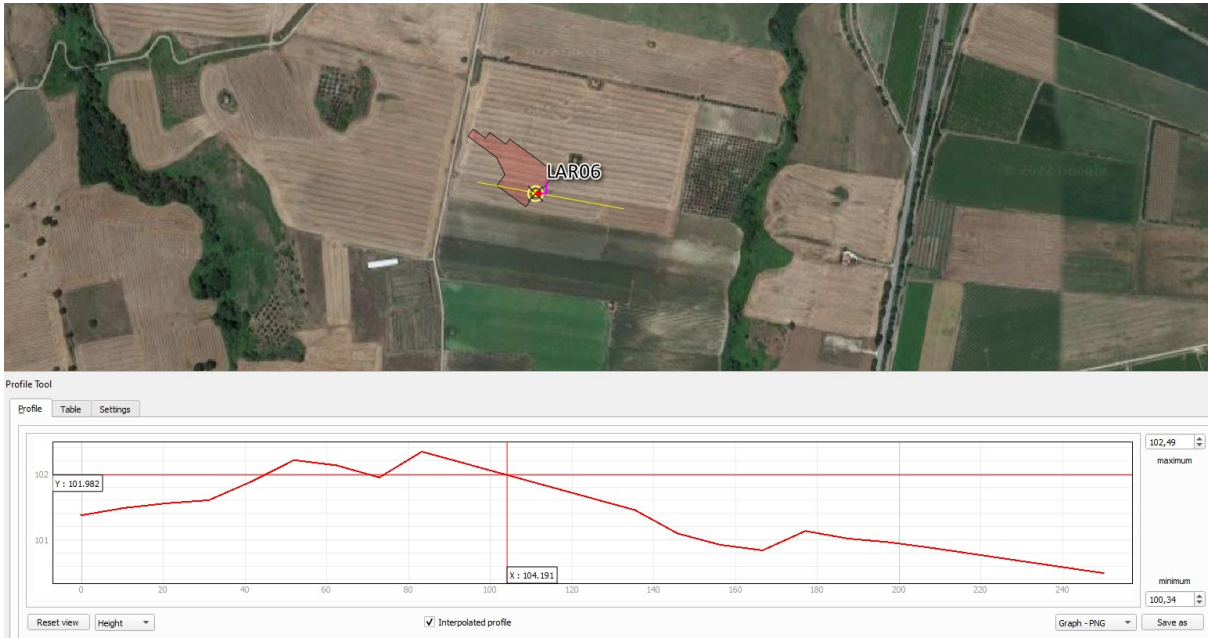 © 2022 Google
LAR06
Profile Tool
Profile Table Settings
102,49
maximum
102
Y : 101.982
101
X : 104.191
0 20 40 60 80 100 120 140 160 180 200 220 240
minimum
100,34
Reset view Height Interpolated profile Graph - PNG Save as